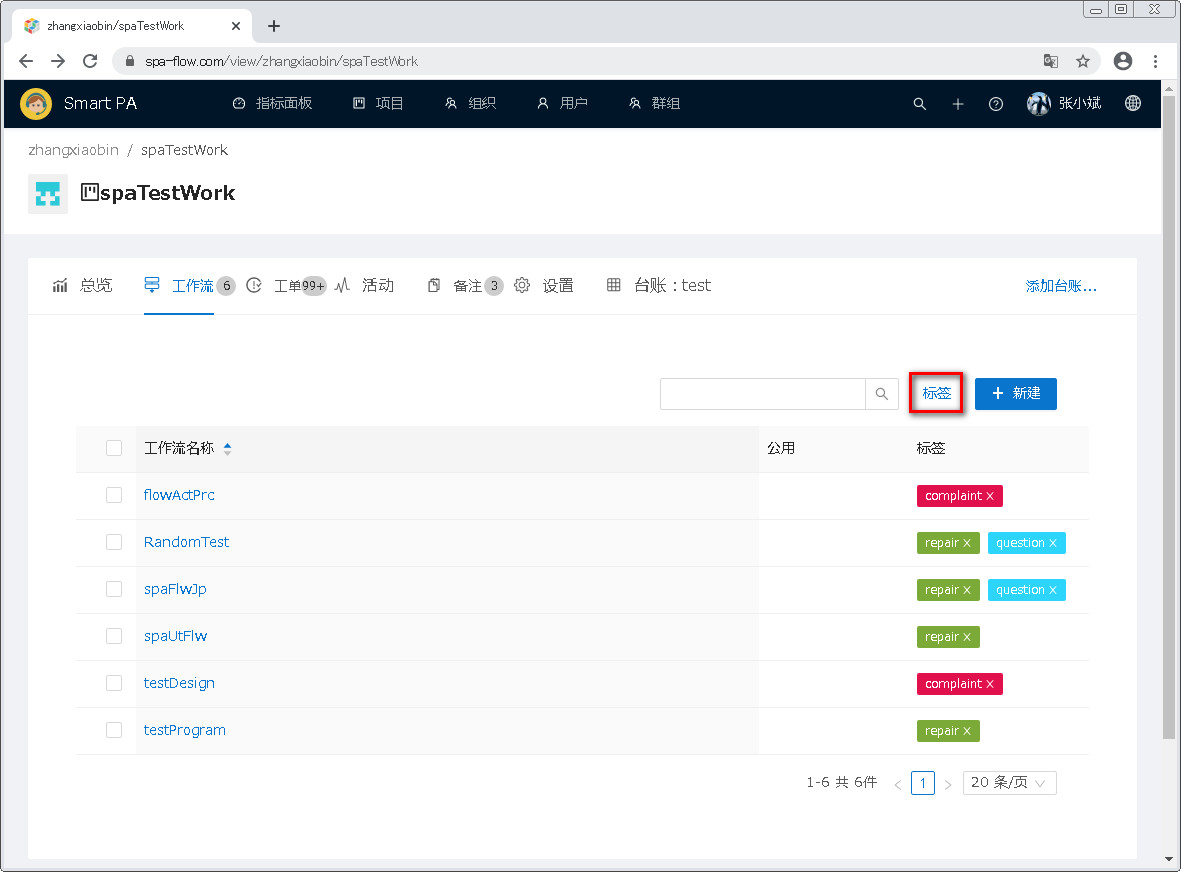 zhangxiaobin/spaTestWork
spa-flow.com/view/zhangxiaobin/spaTestWork
Smart PA 指标面板 项目 组织 用户 群组 张小斌
zhangxiaobin / spaTestWork
spaTestWork
总览 工作流 6 工单 99+ 活动 备注 3 设置 台账：test 添加台账...
标签 + 新建
工作流名称 公用 标签
flowActPrc complaint ×
RandomTest repair × question ×
spaFlwJp repair × question ×
spaUtFlw repair ×
testDesign complaint ×
testProgram repair ×
1-6 共 6件 < 1 > 20 条/页